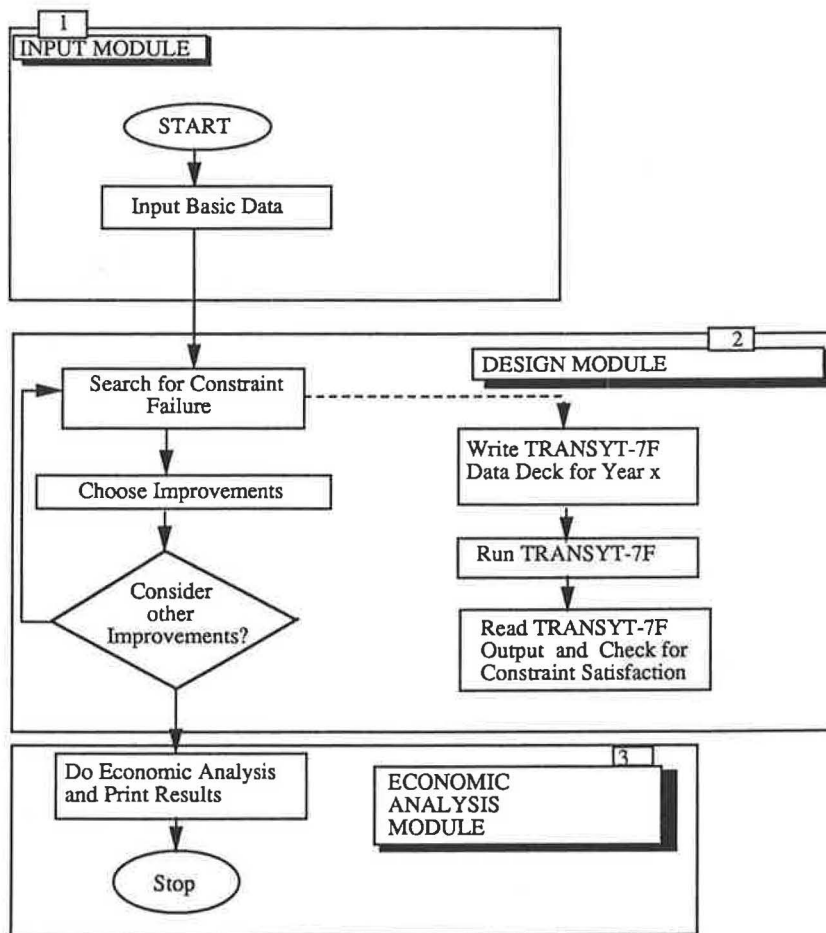 1
INPUT MODULE
START
Input Basic Data
2
DESIGN MODULE
Search for Constraint
Failure
Choose Improvements
Consider
other
Improvements?
Write TRANSYT-7F
Data Deck for Year x
Run TRANSYT-7F
Read TRANSYT-7F
Output and Check for
Constraint Satisfaction
3
ECONOMIC
ANALYSIS
MODULE
Do Economic Analysis
and Print Results
Stop